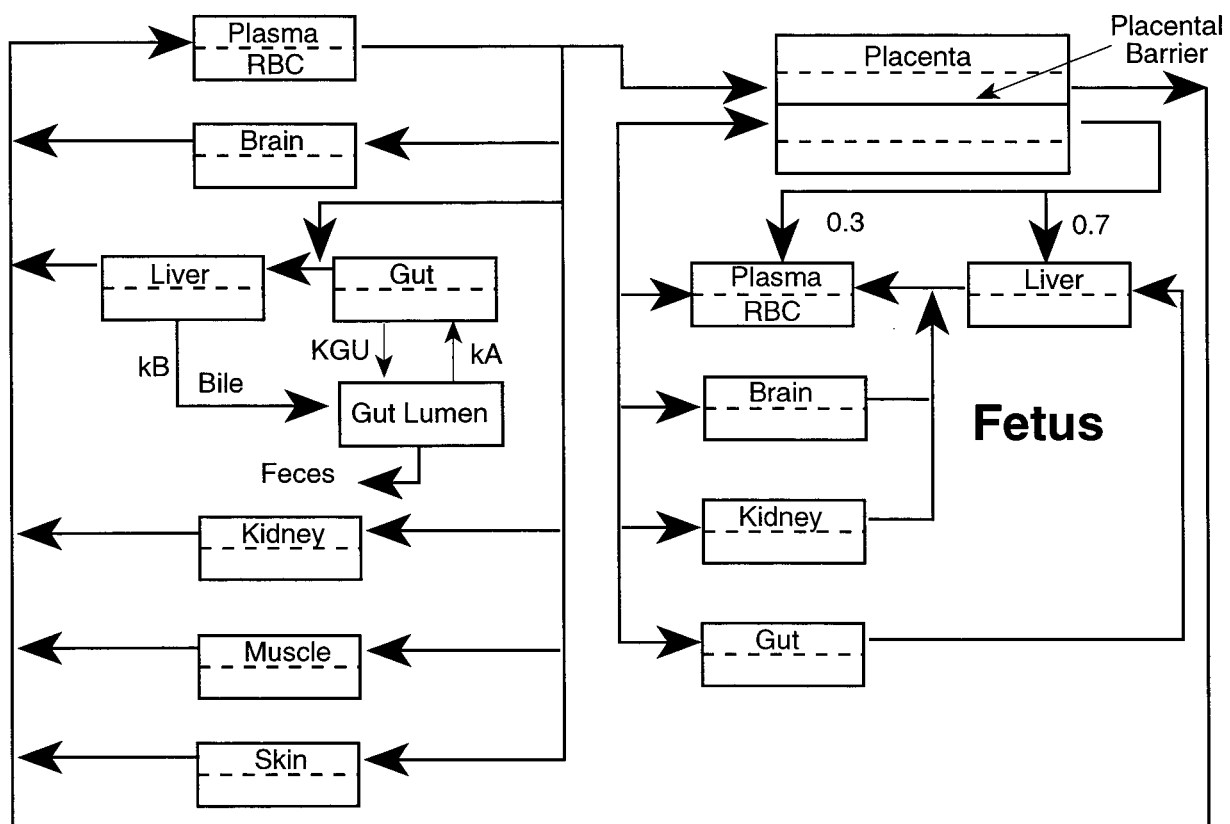 Plasma
RBC
Brain
Liver
Gut
KGU
kA
kB
Bile
Gut Lumen
Feces
Kidney
Muscle
Skin
Placental
Barrier
Placenta
0.3
0.7
Plasma
RBC
Liver
Brain
Fetus
Kidney
Gut